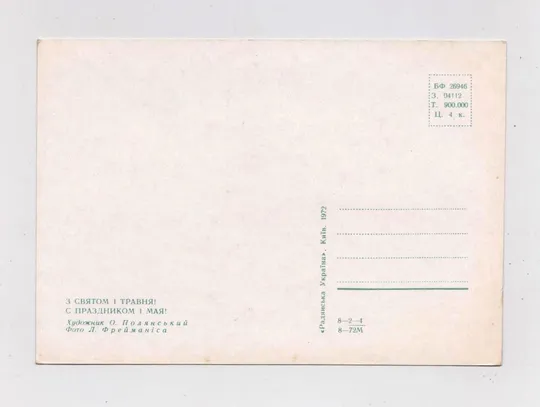 БФ 26946
З. 04112
Т. 900.000
Ц. 4 к.
«Радянська Україна». Київ. 1972
З СВЯТОМ 1 ТРАВНЯ!
С ПРАЗДНИКОМ 1 МАЯ!
Художник О. Полянський
Фото Л. Фрейманіса
8—2—4
8—72М